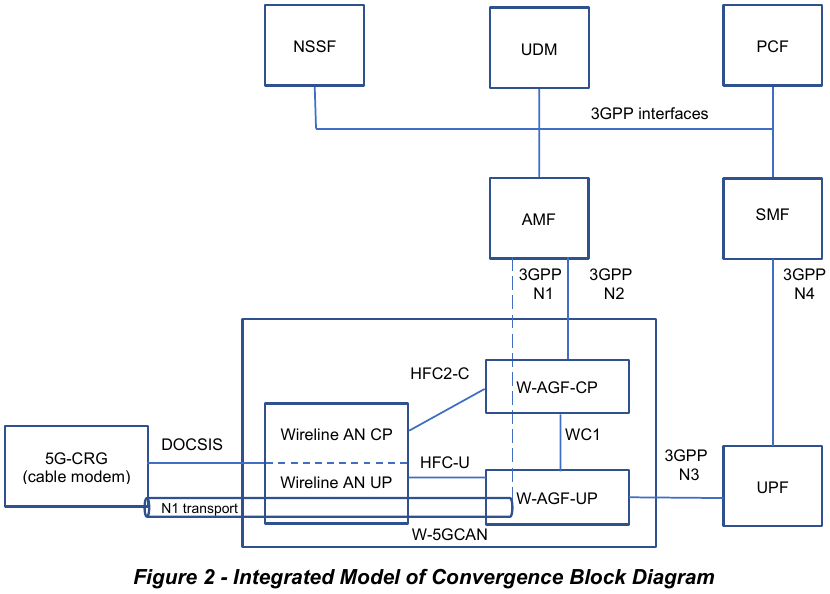 NSSF
UDM
PCF
3GPP interfaces
AMF
SMF
3GPP
N1
3GPP
N2
3GPP
N4
HFC2-C
W-AGF-CP
Wireline AN CP
WC1
DOCSIS
5G-CRG
(cable modem)
HFC-U
3GPP
N3
Wireline AN UP
W-AGF-UP
UPF
N1 transport
W-5GCAN
Figure 2 - Integrated Model of Convergence Block Diagram